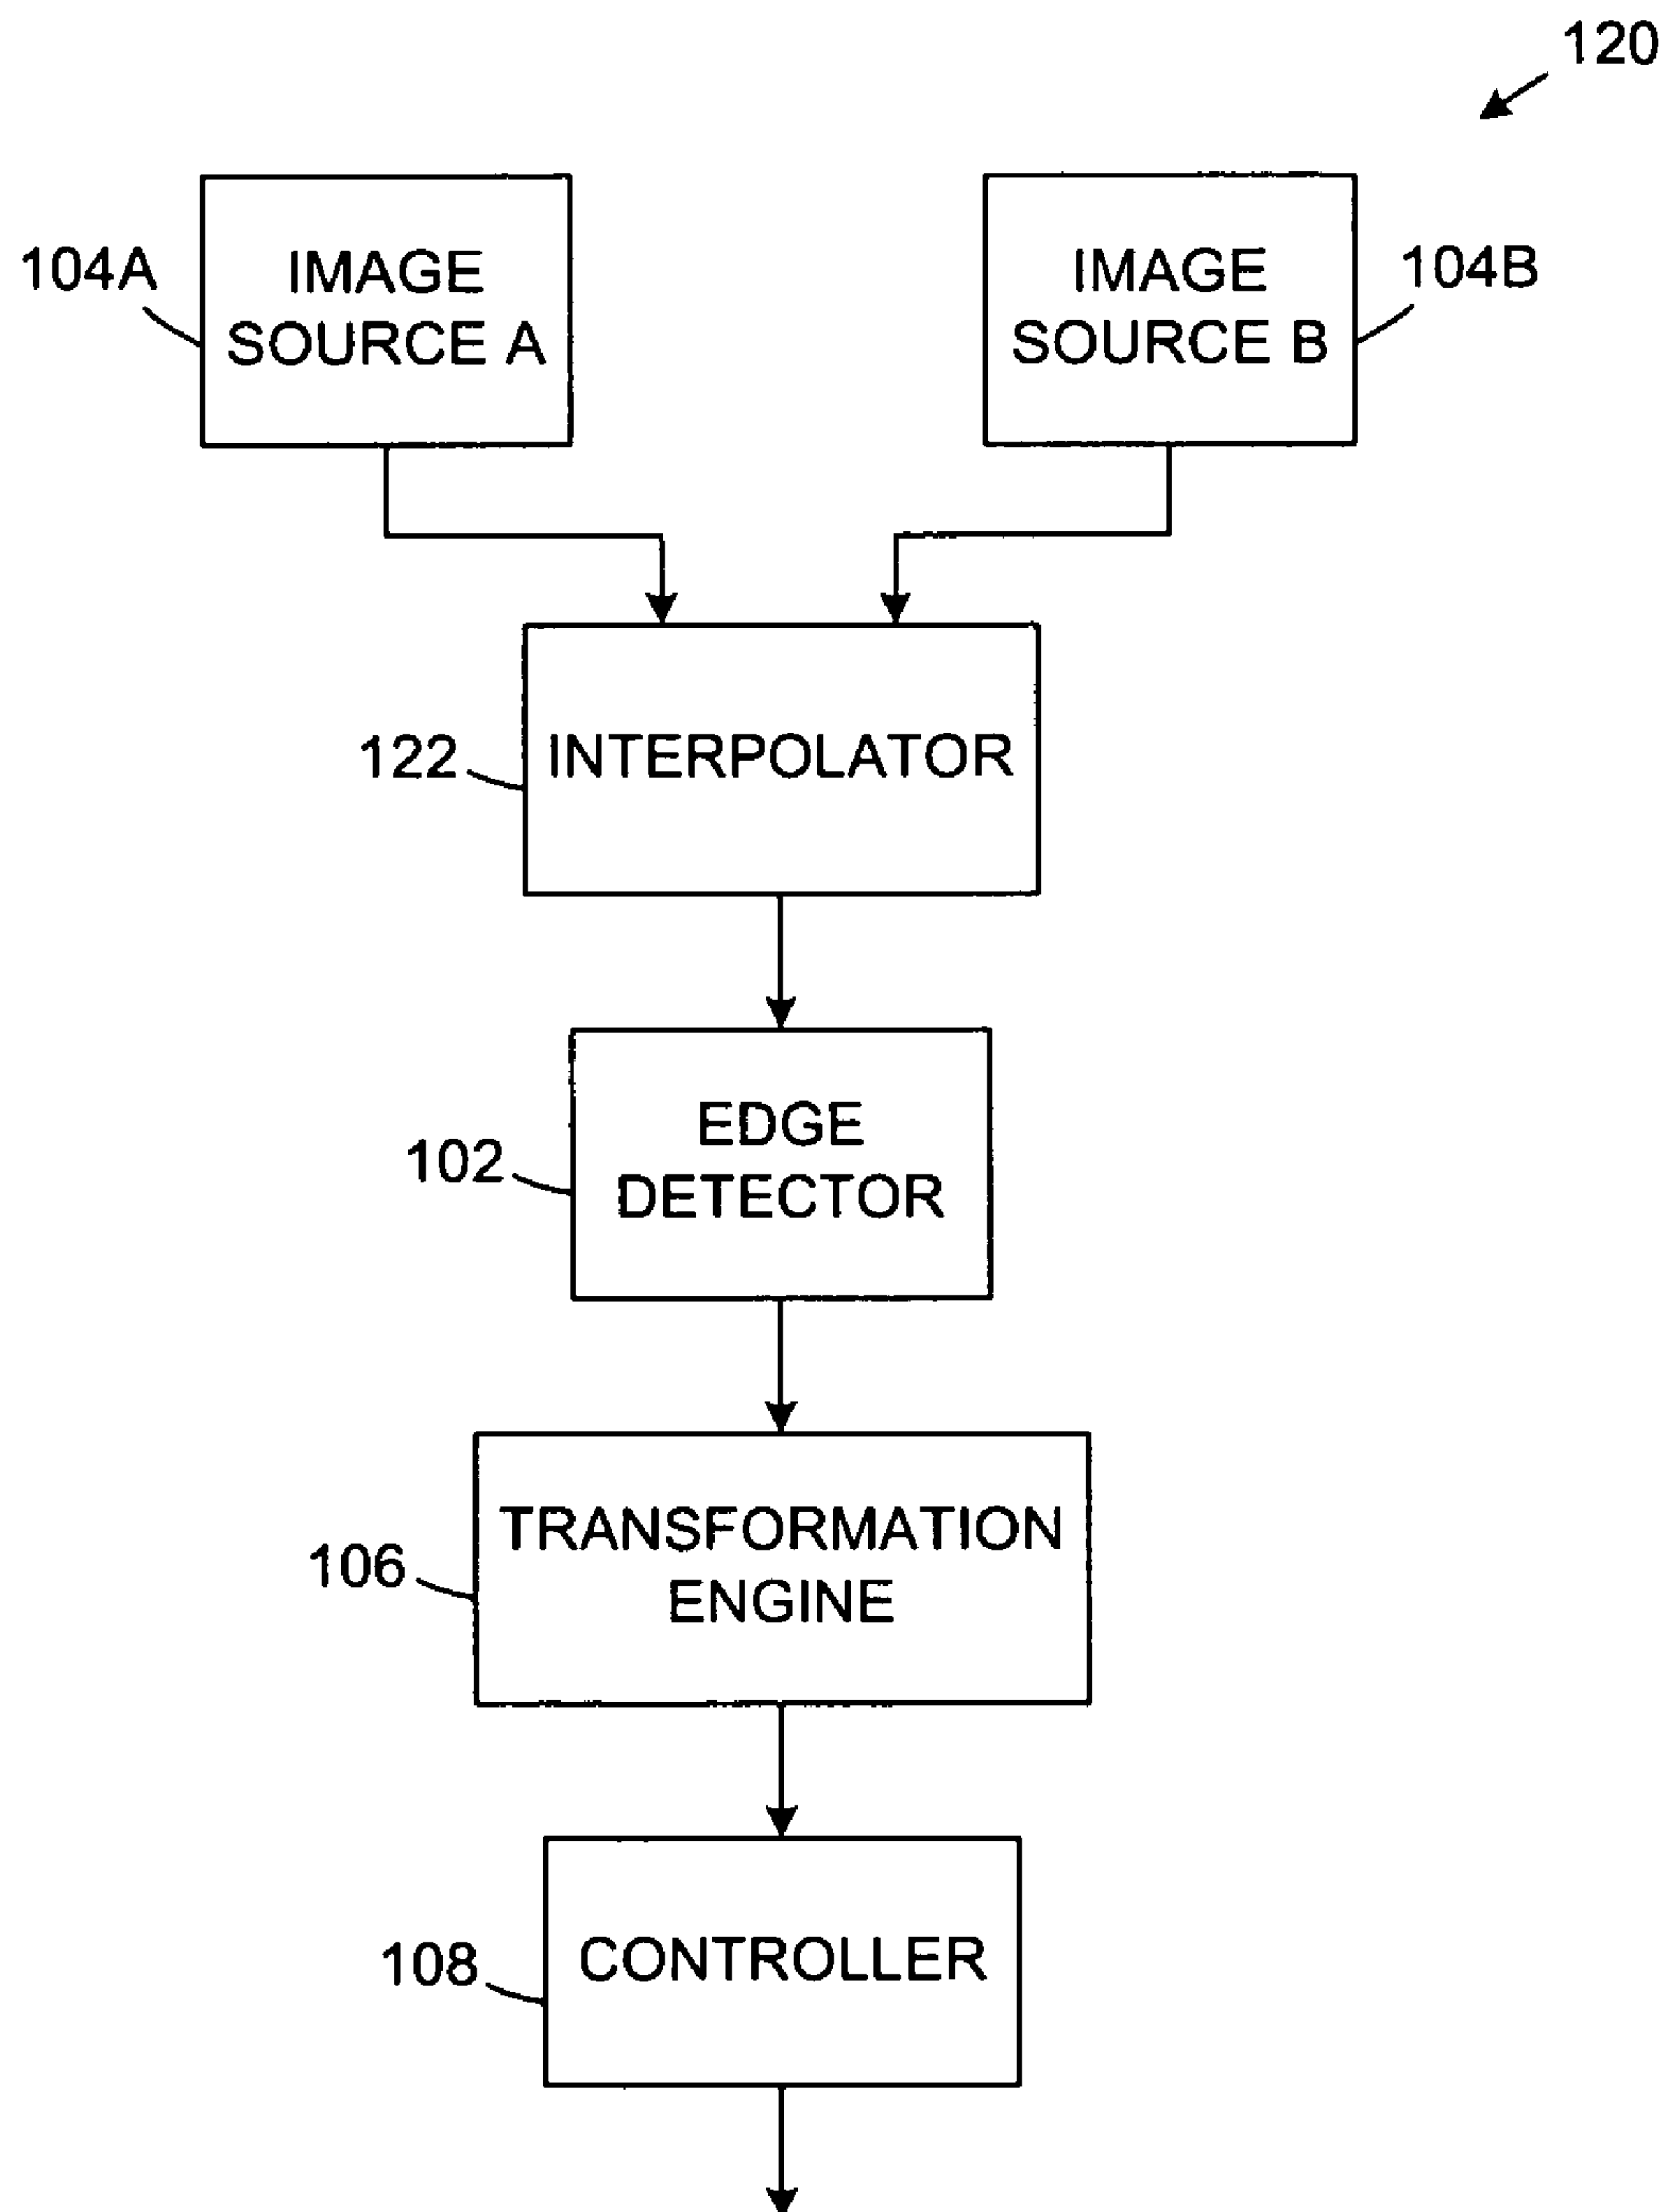 120
104A
IMAGE
SOURCE A
IMAGE
SOURCE B
104B
122
INTERPOLATOR
102
EDGE
DETECTOR
106
TRANSFORMATION
ENGINE
108
CONTROLLER